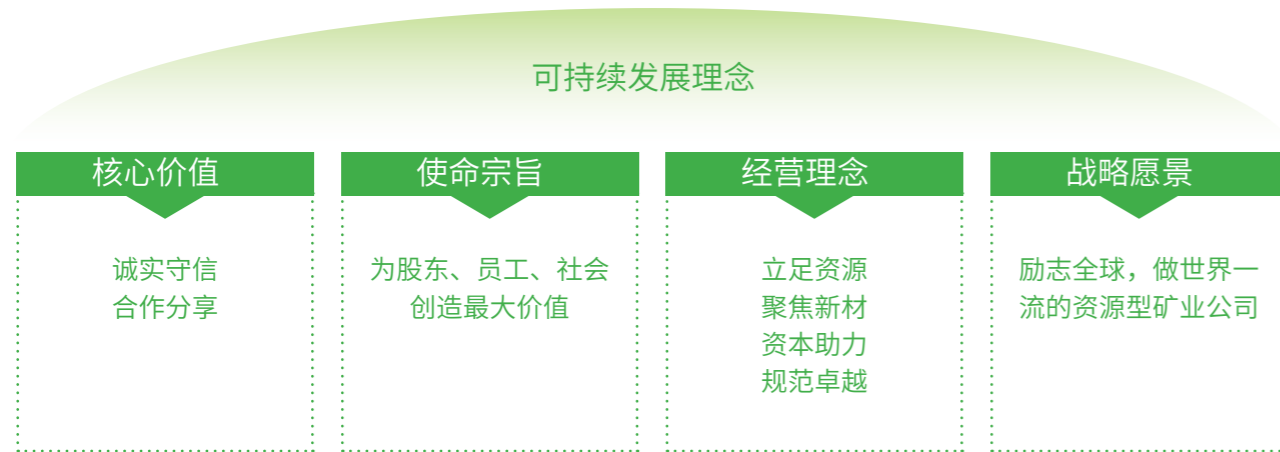 可持续发展理念
核心价值
诚实守信
合作分享
使命宗旨
为股东、员工、社会
创造最大价值
经营理念
立足资源
聚焦新材
资本助力
规范卓越
战略愿景
励志全球，做世界一
流的资源型矿业公司